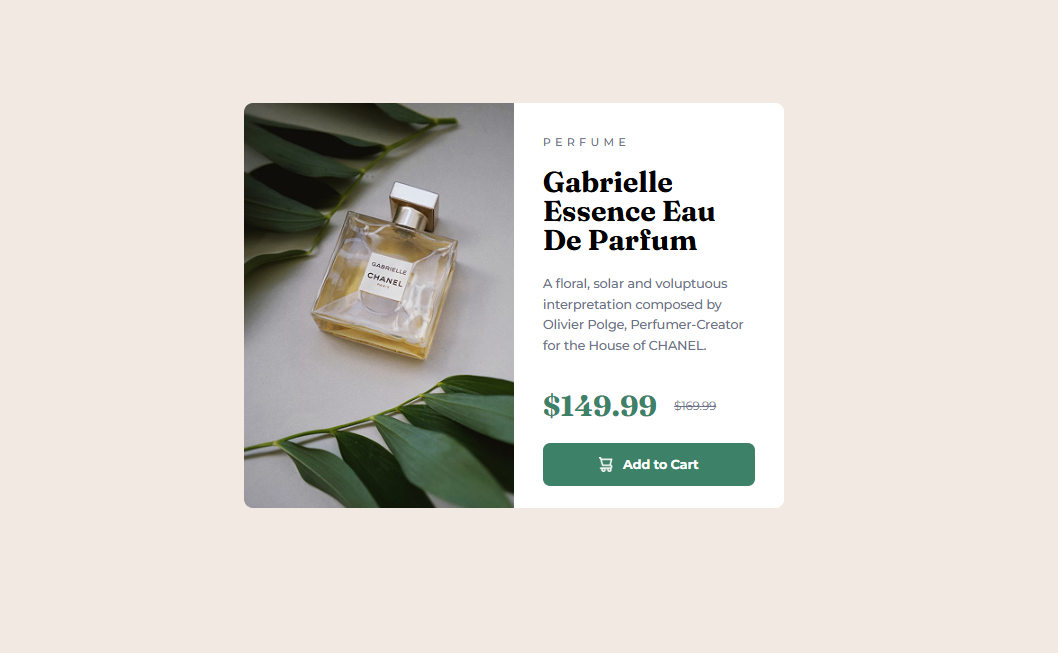 GABRIELLE
CHANEL
PARIS
PERFUME
Gabrielle
Essence Eau
De Parfum
A floral, solar and voluptuous
interpretation composed by
Olivier Polge, Perfumer-Creator
for the House of CHANEL.
$149.99 $169.99
Add to Cart